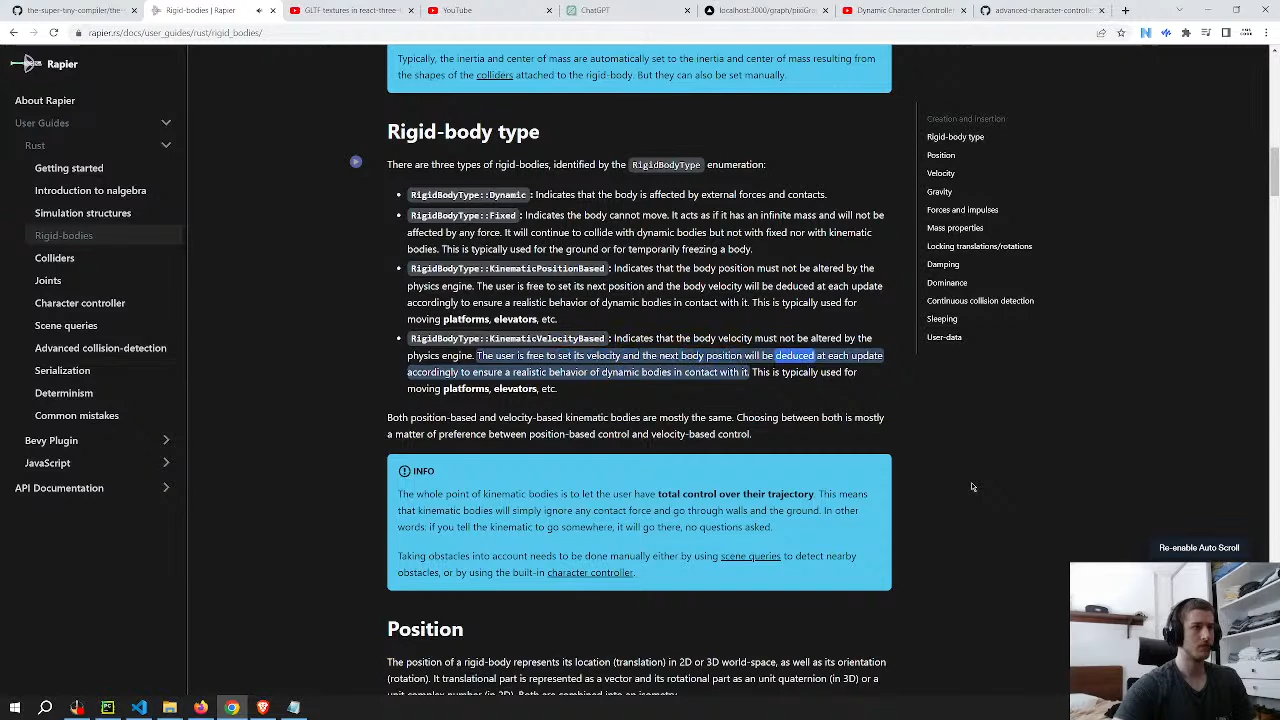 the-super-tiny-compiler/the-
Rigid-bodies | Rapier
GLTF textures in react-three-f
YouTube
ChatGPT
localhost:3000/graph/piiiGre
Dynamic Character Controller
advanced-character-controlle
rapier.rs/docs/user_guides/rust/rigid_bodies/
Rapier
About Rapier
User Guides
Rust
Getting started
Introduction to nalgebra
Simulation structures
Rigid-bodies
Colliders
Joints
Character controller
Scene queries
Advanced collision-detection
Serialization
Determinism
Common mistakes
Bevy Plugin
JavaScript
API Documentation
Typically, the inertia and center of mass are automatically set to the inertia and center of mass resulting
the shapes of the colliders attached to the rigid-body. But they can also be set manually.
Rigid-body type
There are three types of rigid-bodies, identified by the RigidBodyType enumeration:
RigidBodyType::Dynamic : Indicates that the body is affected by external forces and contacts.
RigidBodyType::Fixed : Indicates the body cannot move. It acts as if it has an infinite mass and will not be
affected by any force. It will continue to collide with dynamic bodies but not with fixed nor with kinematic
bodies. This is typically used for the ground or for temporarily freezing a body.
RigidBodyType::KinematicPositionBased : Indicates that the body position must not be altered by the
physics engine. The user is free to set its next position and the body velocity will be deduced at each update
accordingly to ensure a realistic behavior of dynamic bodies in contact with it. This is typically used for
moving platforms, elevators, etc.
RigidBodyType::KinematicVelocityBased : Indicates that the body velocity must not be altered by the
physics engine. The user is free to set its velocity and the next body position will be deduced at each update
accordingly to ensure a realistic behavior of dynamic bodies in contact with it. This is typically used for
moving platforms, elevators, etc.
Both position-based and velocity-based kinematic bodies are mostly the same. Choosing between both is mostly
a matter of preference between position-based control and velocity-based control.
INFO
The whole point of kinematic bodies is to let the user have total control over their trajectory. This means
that kinematic bodies will simply ignore any contact force and go through walls and the ground. In other
words: if you tell the kinematic to go somewhere, it will go there, no questions asked.
Taking obstacles into account needs to be done manually either by using scene queries to detect nearby
obstacles, or by using the built-in character controller.
Position
The position of a rigid-body represents its location (translation) in 2D or 3D world-space, as well as its orientation
(rotation). It translational part is represented as a vector and its rotational part as an unit quaternion (in 3D) or a
unit complex number (in 2D). Both are combined into an isometry.
Creation and insertion
Rigid-body type
Position
Velocity
Gravity
Forces and impulses
Mass properties
Locking translations/rotations
Damping
Dominance
Continuous collision detection
Sleeping
User-data
Re-enable Auto Scroll